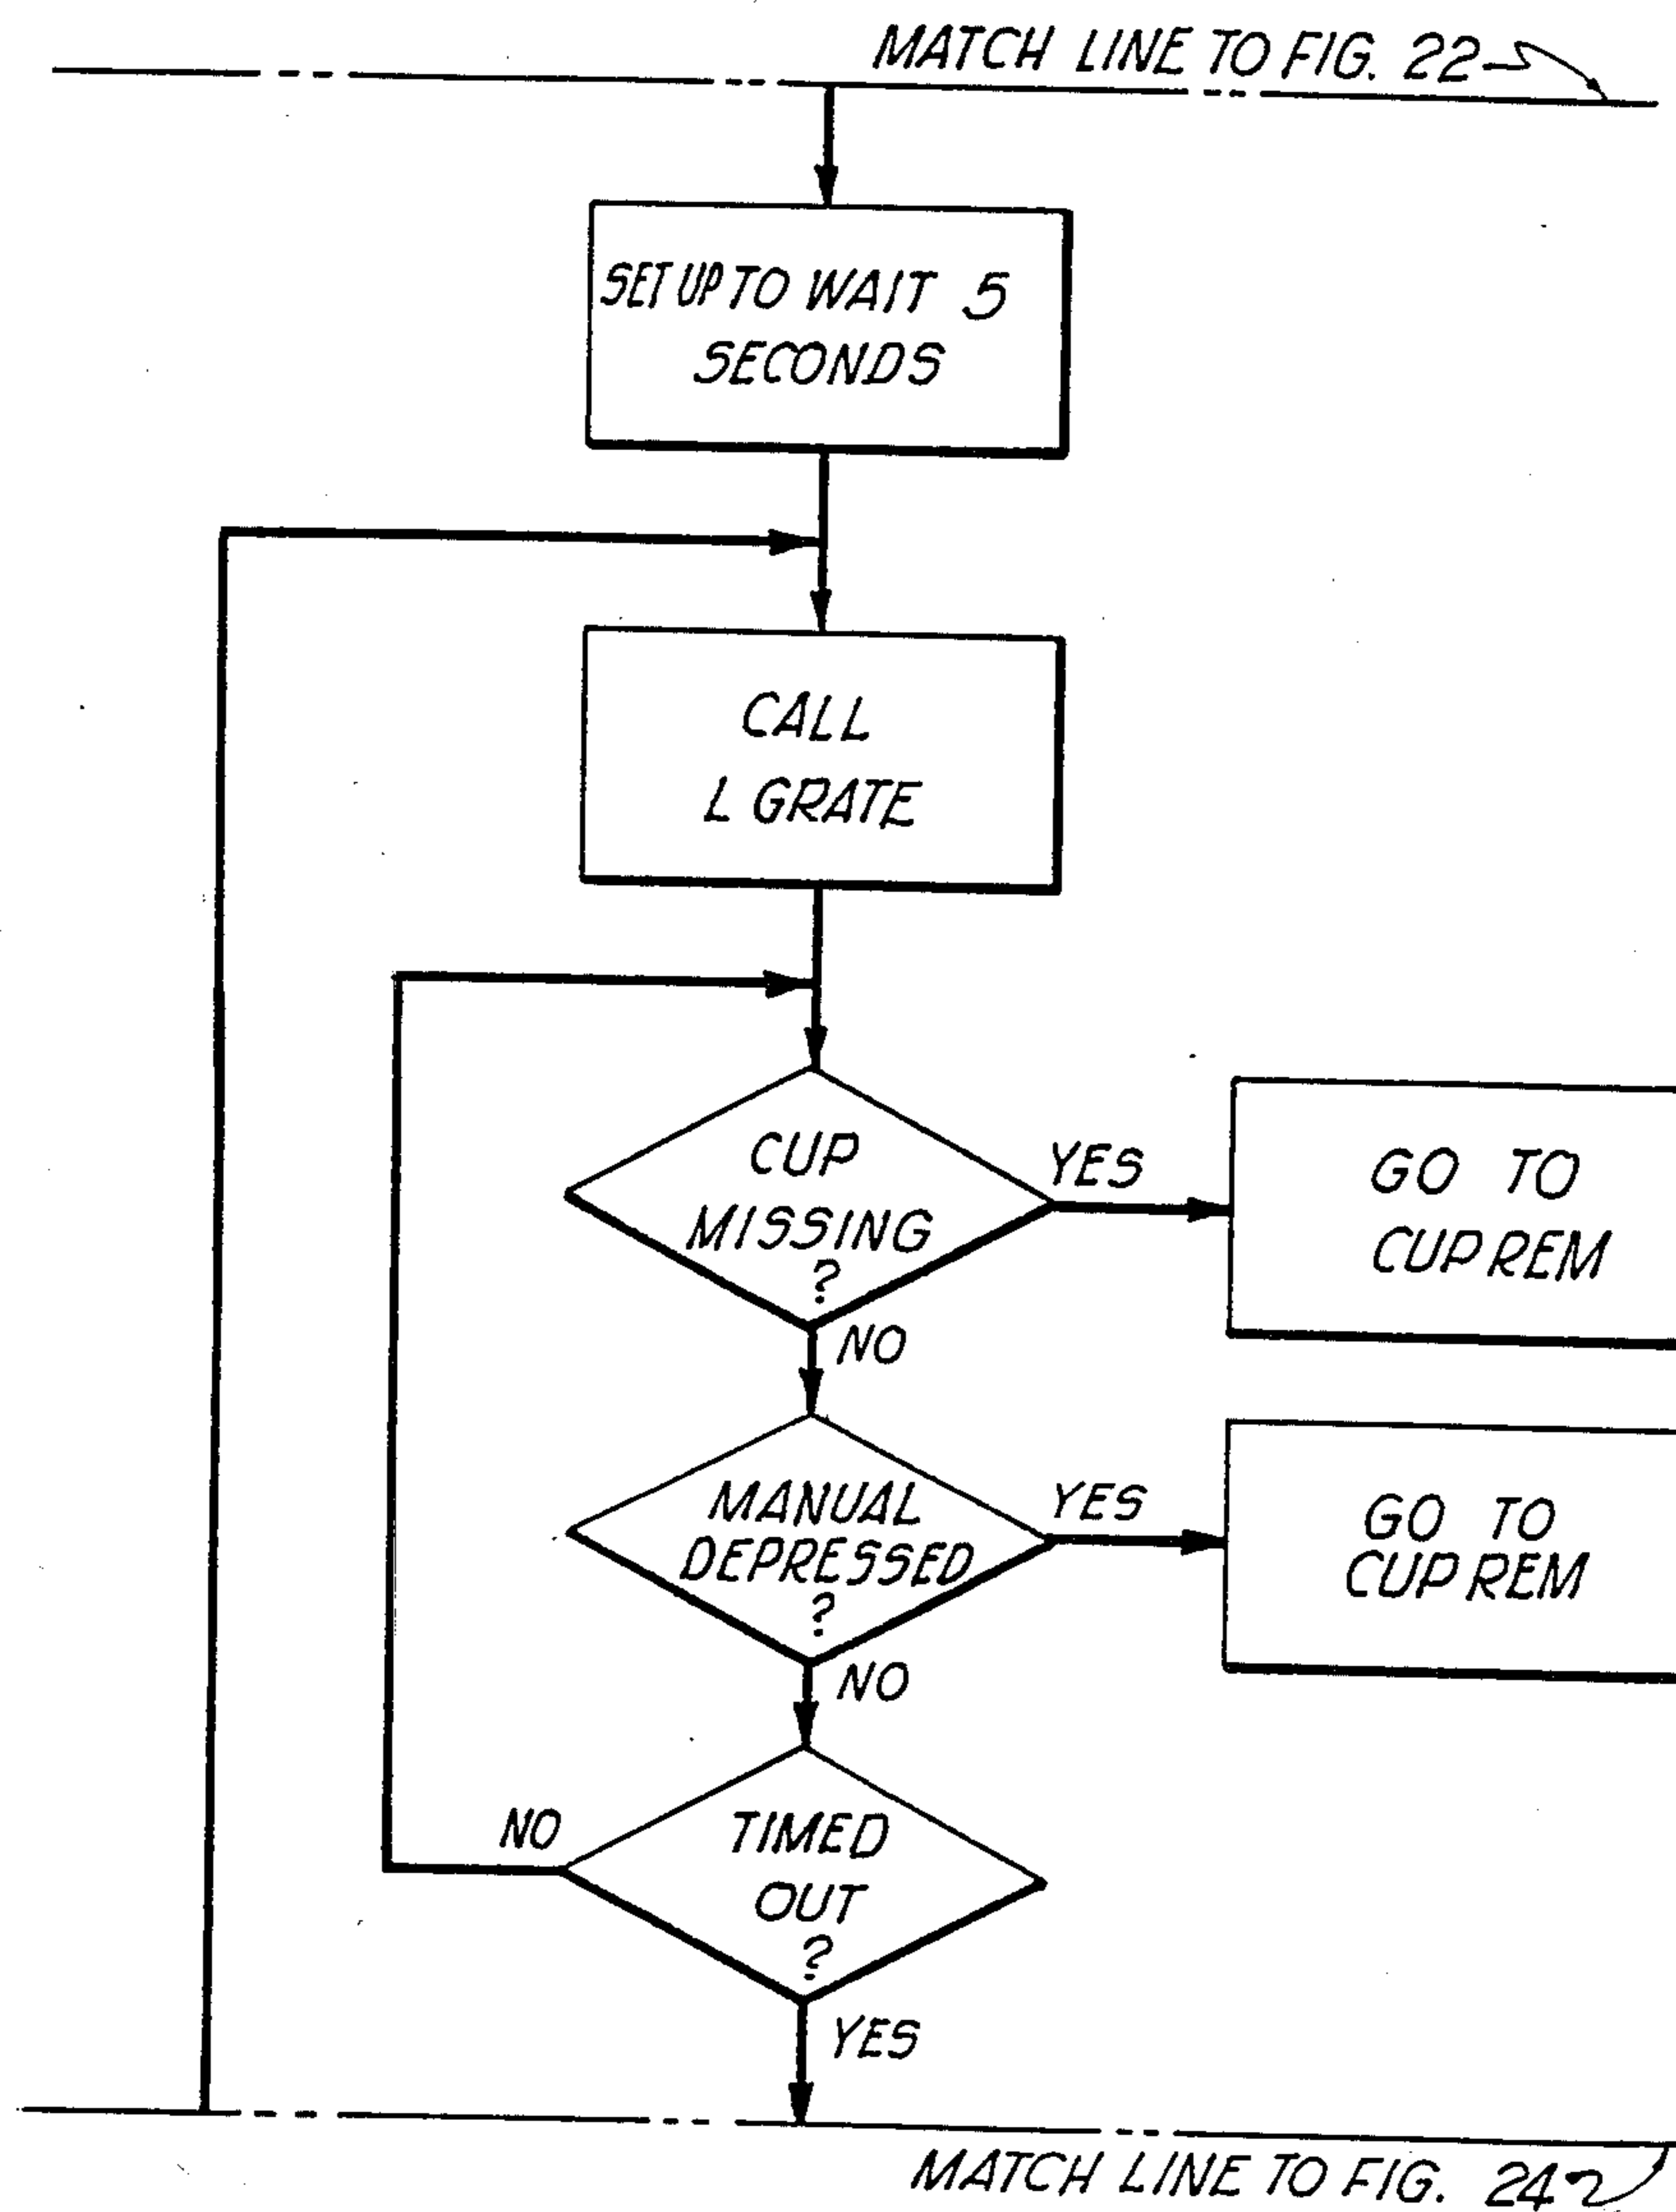 MATCH LINE TO FIG. 22
SET UP TO WAIT 5
SECONDS
CALL
L GRATE
CUP
MISSING
?
YES
GO TO
CUP REM
NO
MANUAL
DEPRESSED
?
YES
GO TO
CUP REM
NO
TIMED
OUT
?
NO
YES
MATCH LINE TO FIG. 24